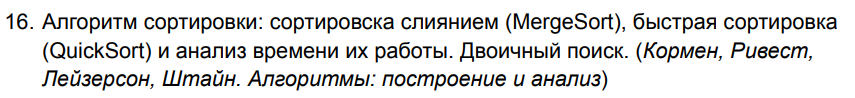 16. Алгоритм сортировки: сортировска слиянием (MergeSort), быстрая сортировка
(QuickSort) и анализ времени их работы. Двоичный поиск. (Кормен, Ривест,
Лейзерсон, Штайн. Алгоритмы: построение и анализ)